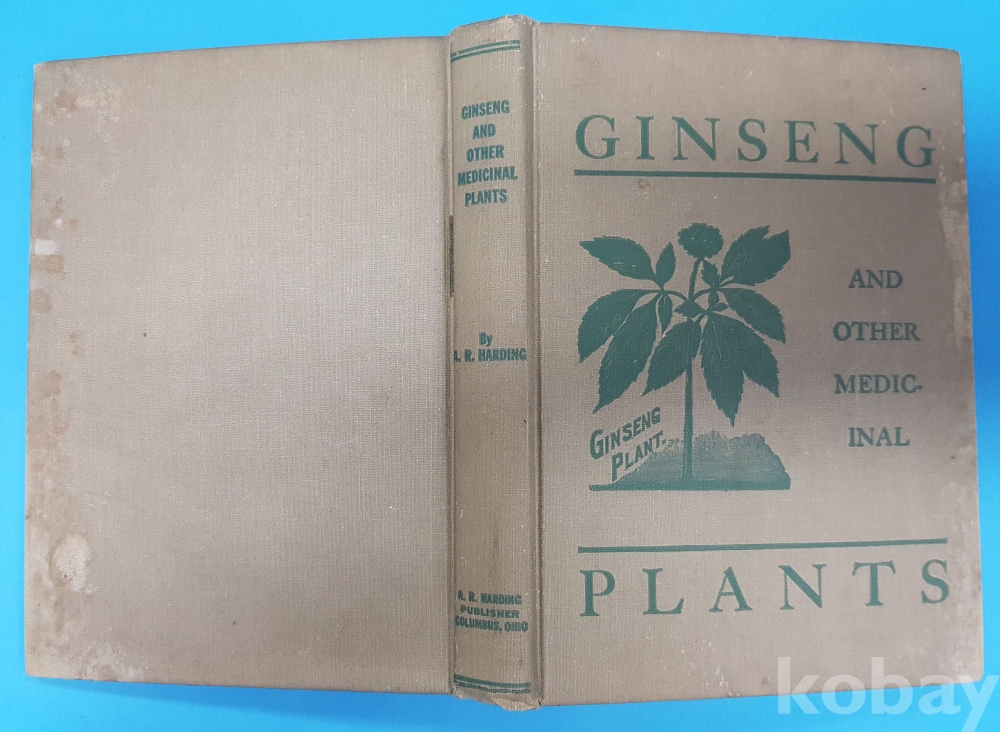 GINSENG
AND
OTHER
MEDICINAL
PLANTS
By
A. R. HARDING
A. R. HARDING
PUBLISHER
COLUMBUS, OHIO
GINSENG
AND
OTHER
MEDIC-
INAL
GINSENG
PLANT.
PLANTS
kobay